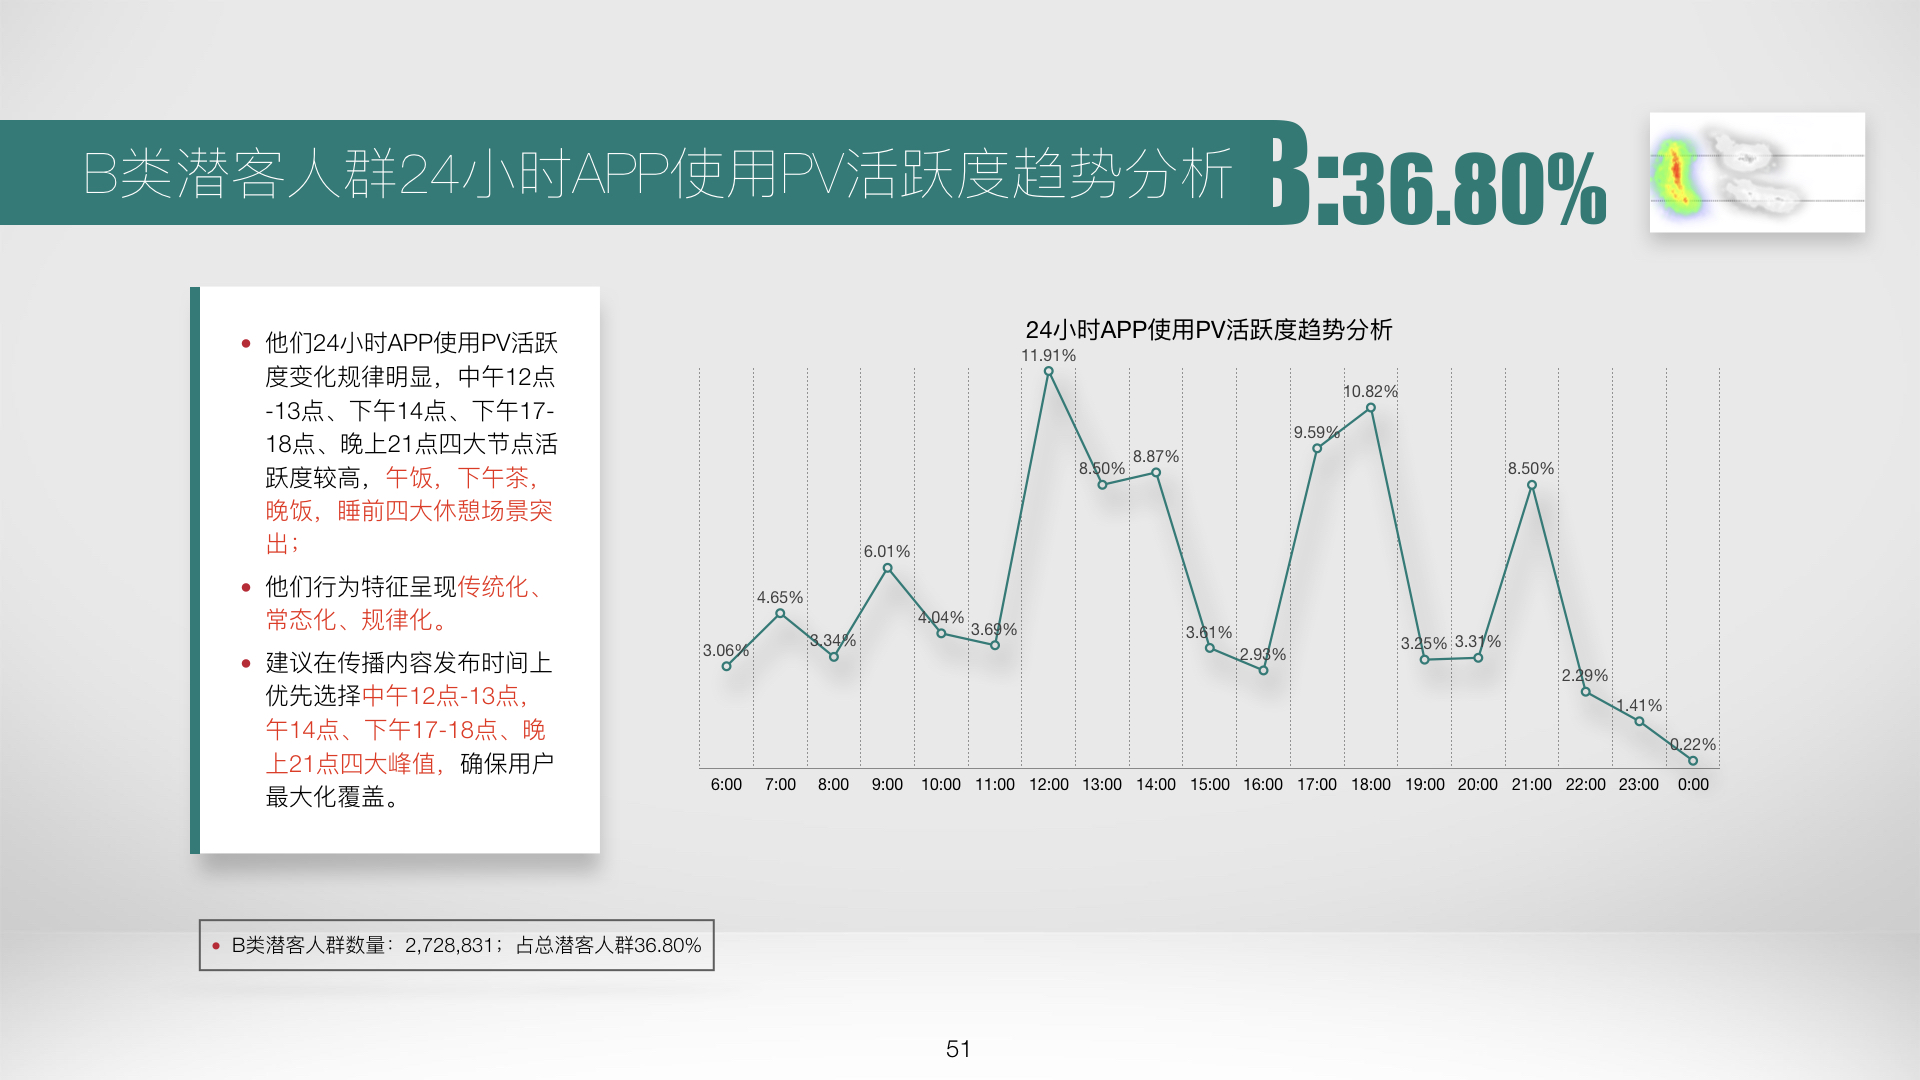 B类潜客人群24小时APP使用PV活跃度趋势分析
B:36.80%
他们24小时APP使用PV活跃
度变化规律明显，中午12点
-13点、下午14点、下午17-
18点、晚上21点四大节点活
跃度较高，午饭，下午茶，
晚饭，睡前四大休憩场景突
出；
他们行为特征呈现传统化、
常态化、规律化。
建议在传播内容发布时间上
优先选择中午12点-13点，
午14点、下午17-18点、晚
上21点四大峰值，确保用户
最大化覆盖。
24小时APP使用PV活跃度趋势分析
3.06%
4.65%
3.34%
6.01%
4.04%
3.69%
11.91%
8.50%
8.87%
3.61%
2.93%
9.59%
10.82%
3.25%
3.31%
8.50%
2.29%
1.41%
0.22%
6:00 7:00 8:00 9:00 10:00 11:00 12:00 13:00 14:00 15:00 16:00 17:00 18:00 19:00 20:00 21:00 22:00 23:00 0:00
B类潜客人群数量：2,728,831；占总潜客人群36.80%
51